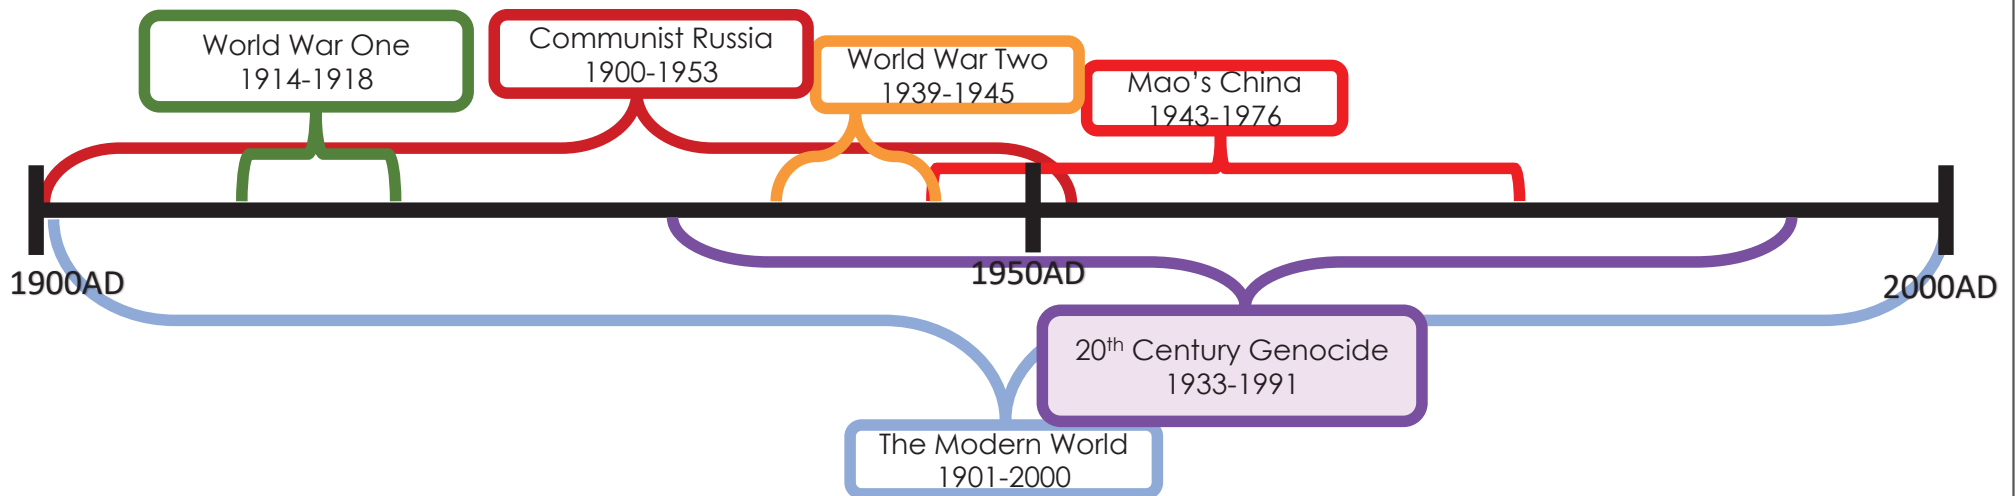 World War One
1914-1918
Communist Russia
1900-1953
World War Two
1939-1945
Mao’s China
1943-1976
1900AD
1950AD
2000AD
20th Century Genocide
1933-1991
The Modern World
1901-2000